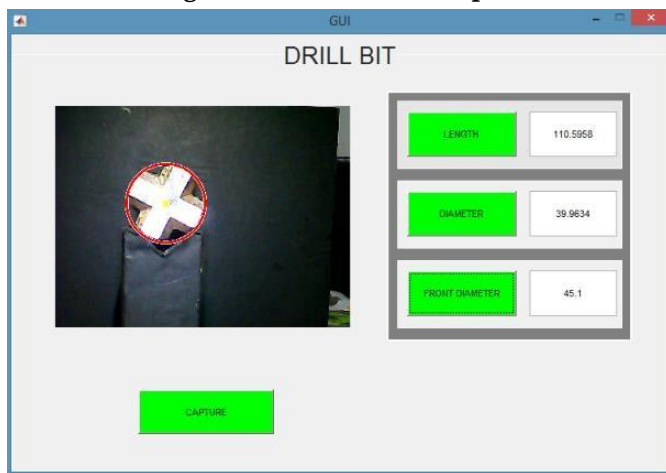 GUI
DRILL BIT
LENGTH 110.5958
DIAMETER 39.9634
FRONT DIAMETER 45.1
CAPTURE